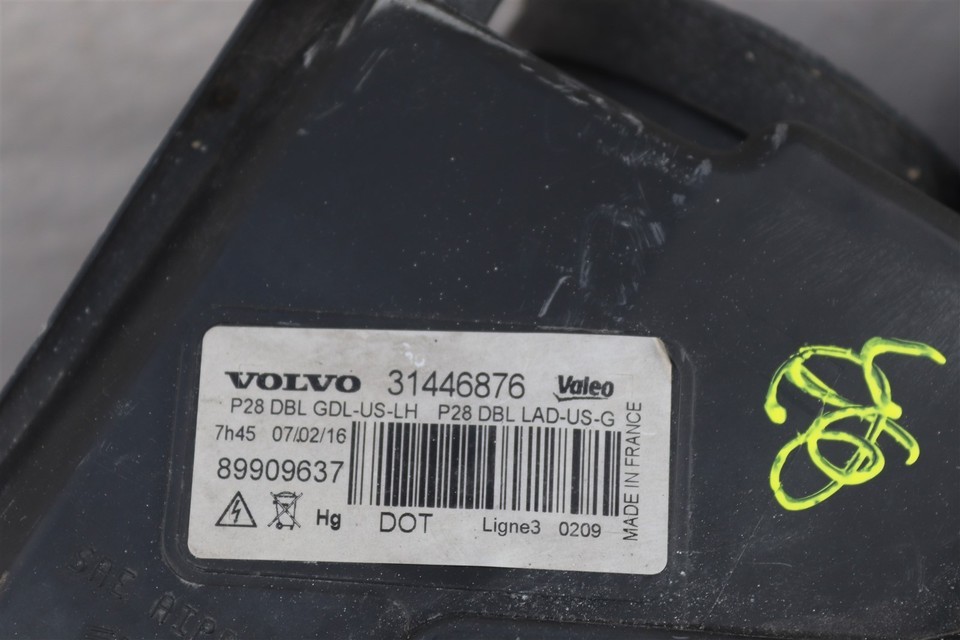 VOLVO 31446876 Valeo
P28 DBL GDL-US-LH P28 DBL LAD-US-G
7h45 07/02/16
89909637
Hg DOT Ligne3 0209
MADE IN FRANCE
SAE